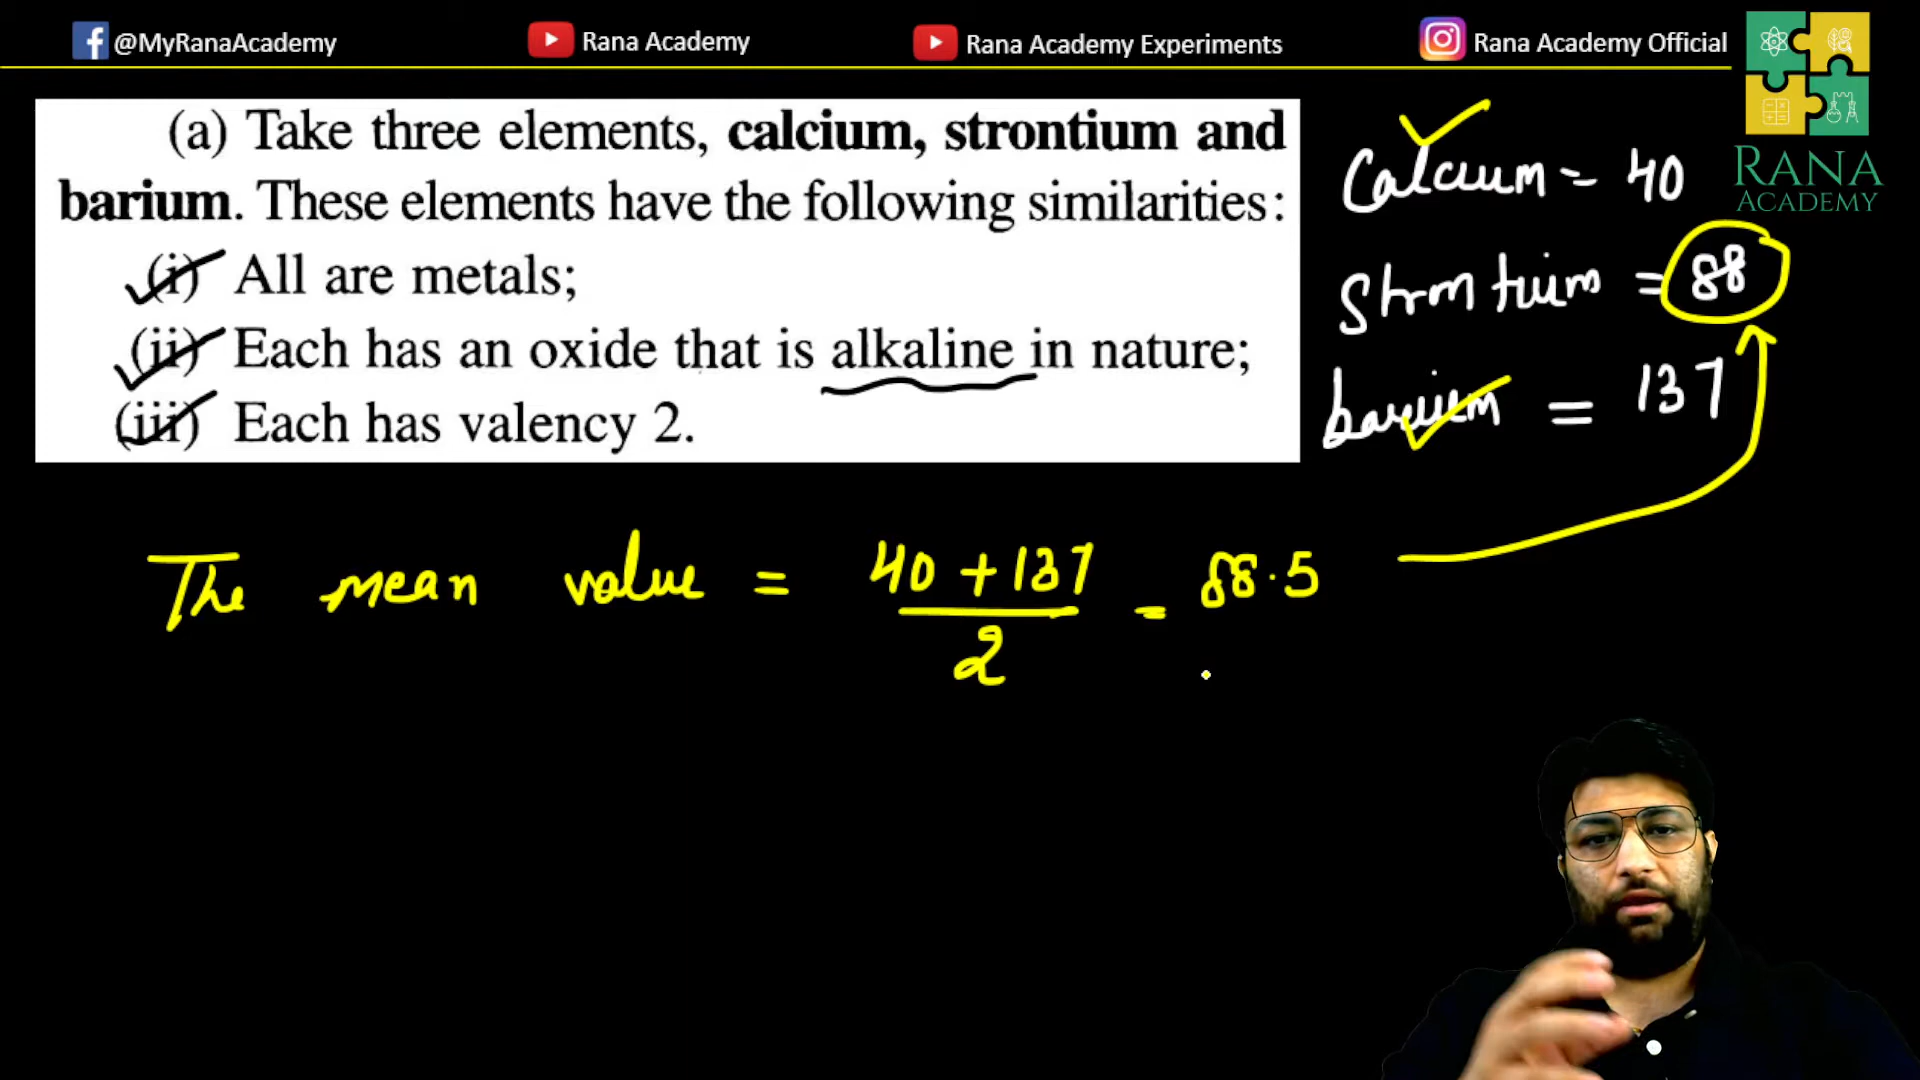 @MyRanaAcademy
Rana Academy
Rana Academy Experiments
Rana Academy Official
RANA
ACADEMY
(a) Take three elements, calcium, strontium and
barium. These elements have the following similarities:
(i) All are metals;
(ii) Each has an oxide that is alkaline in nature;
(iii) Each has valency 2.
Calcium = 40
Strontium = 88
barium = 137
The mean value = 40 + 137 = 88.5
2